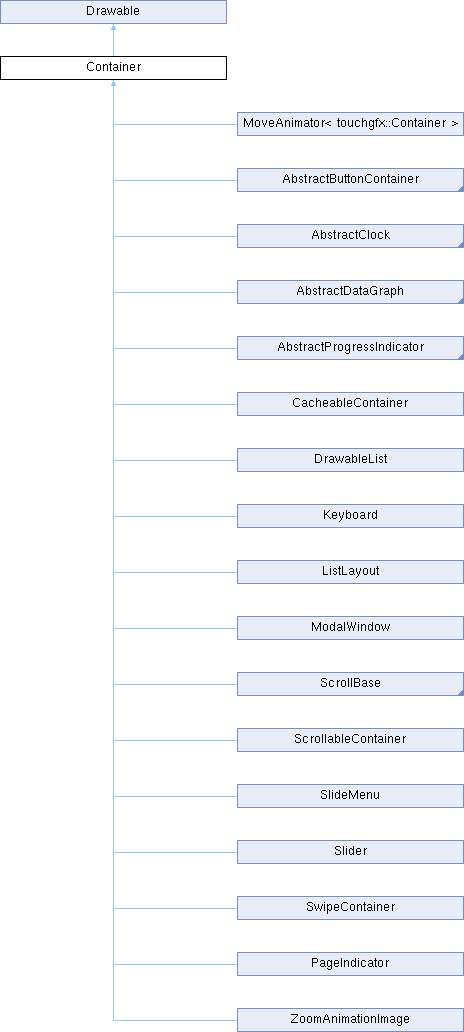 Drawable
Container
MoveAnimator< touchgfx::Container >
AbstractButtonContainer
AbstractClock
AbstractDataGraph
AbstractProgressIndicator
CacheableContainer
DrawableList
Keyboard
ListLayout
ModalWindow
ScrollBase
ScrollableContainer
SlideMenu
Slider
SwipeContainer
PageIndicator
ZoomAnimationImage